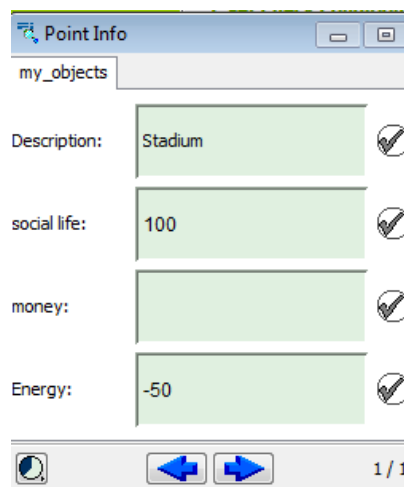 Point Info
my_objects
Description: Stadium
social life: 100
money:
Energy: -50
1 / 1